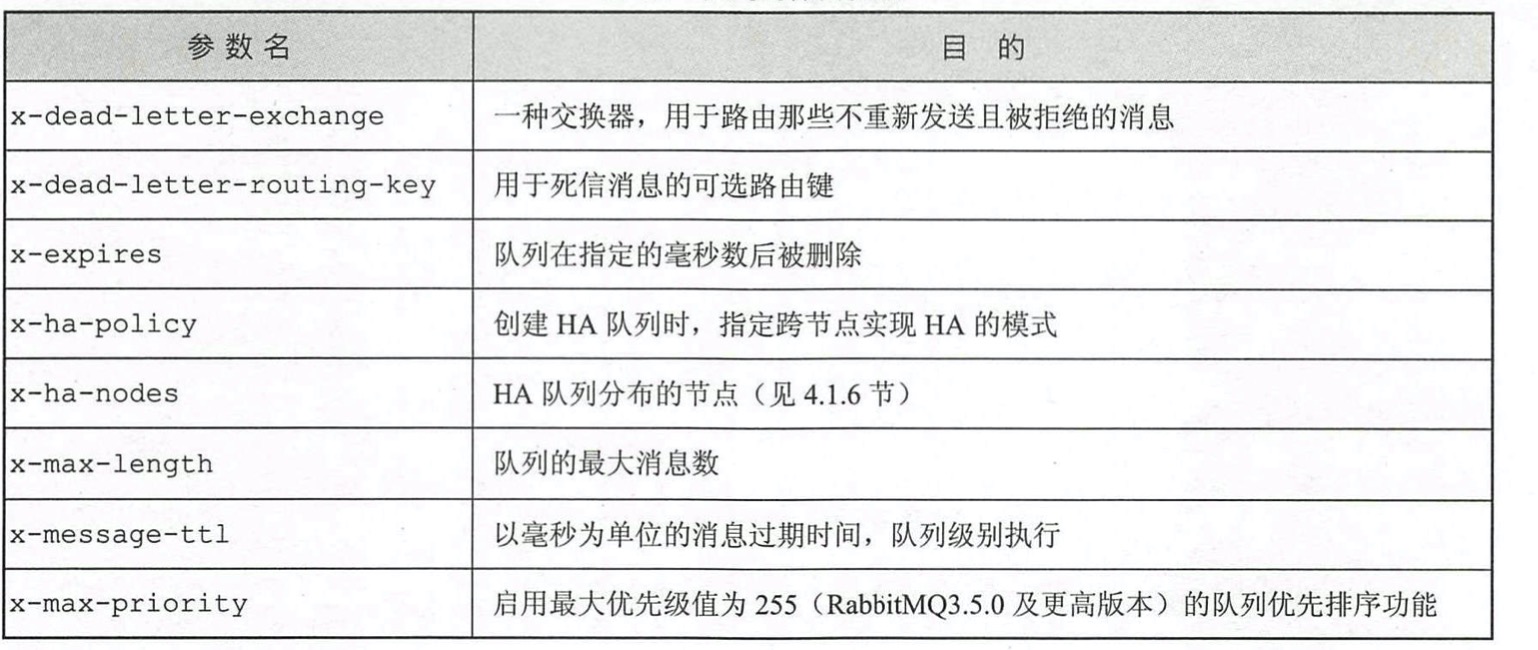 参数名 目的
x-dead-letter-exchange 一种交换器，用于路由那些不重新发送且被拒绝的消息
x-dead-letter-routing-key 用于死信消息的可选路由键
x-expires 队列在指定的毫秒数后被删除
x-ha-policy 创建 HA 队列时，指定跨节点实现 HA 的模式
x-ha-nodes HA 队列分布的节点（见 4.1.6 节）
x-max-length 队列的最大消息数
x-message-ttl 以毫秒为单位的消息过期时间，队列级别执行
x-max-priority 启用最大优先级值为 255（RabbitMQ3.5.0 及更高版本）的队列优先排序功能